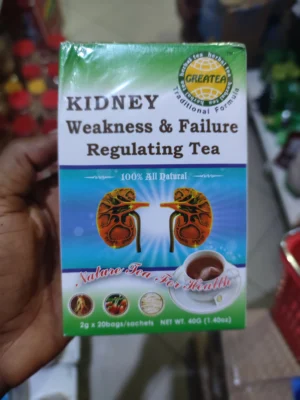 GREATEA
Traditional Formula
KIDNEY
Weakness & Failure
Regulating Tea
100% All Natural
Nature Tea For Health
2g x 20bags/sachets NET WT. 40G (1.40oz)